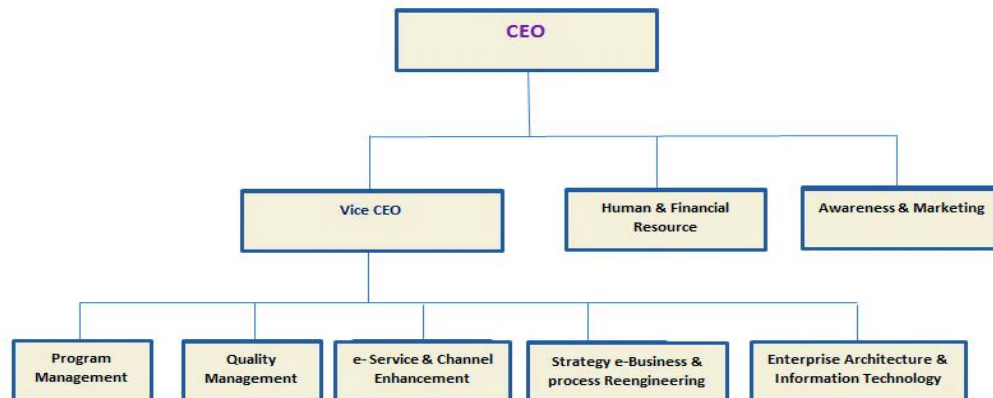 CEO
Vice CEO
Human & Financial
Resource
Awareness & Marketing
Program
Management
Quality
Management
e- Service & Channel
Enhancement
Strategy e-Business &
process Reengineering
Enterprise Architecture &
Information Technology